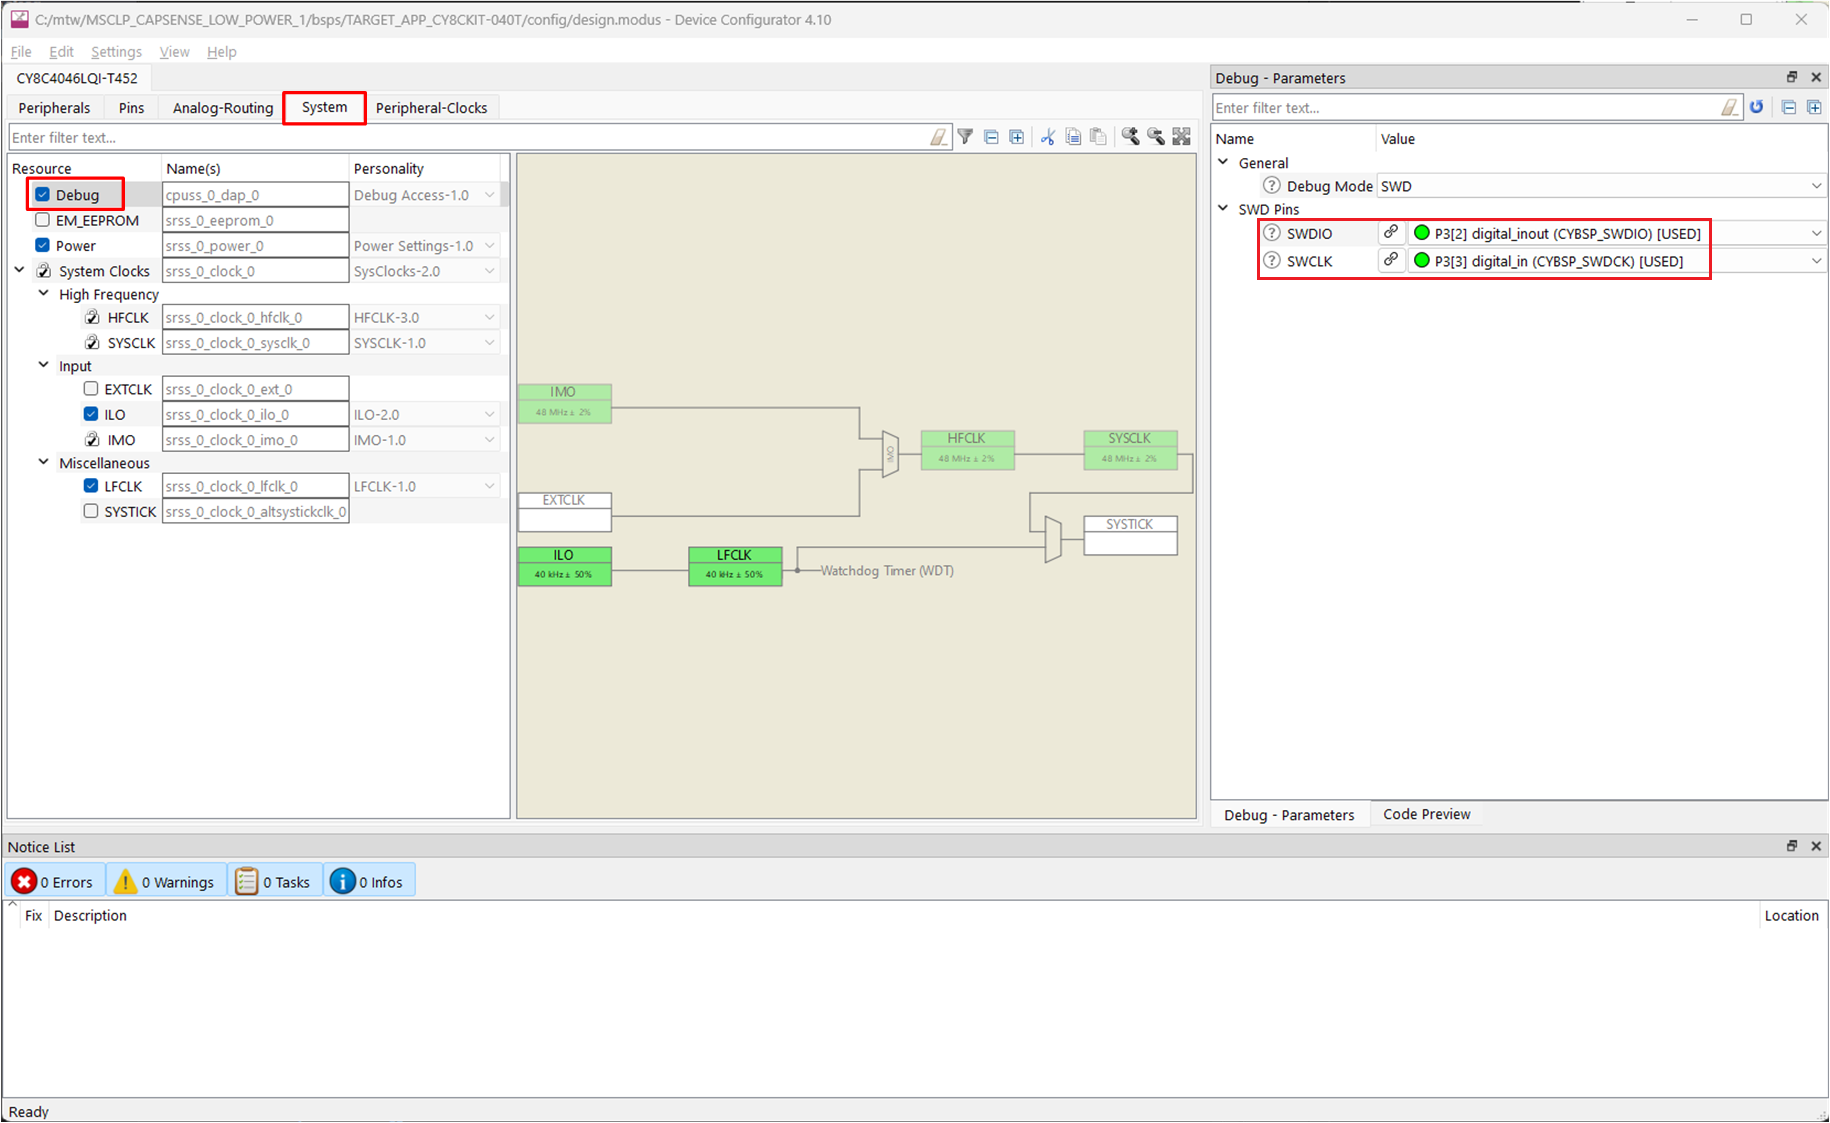 C:/mtw/MSCLP_CAPSENSE_LOW_POWER_1/bsps/TARGET_APP_CY8CKIT-040T/config/design.modus - Device Configurator 4.10
File Edit Settings View Help
CY8C4046LQI-T452
Peripherals Pins Analog-Routing System Peripheral-Clocks
Enter filter text...
Resource Name(s) Personality
Debug cpuss_0_dap_0 Debug Access-1.0
EM_EEPROM srss_0_eeprom_0
Power srss_0_power_0 Power Settings-1.0
System Clocks srss_0_clock_0 SysClocks-2.0
High Frequency
HFCLK srss_0_clock_0_hfclk_0 HFCLK-3.0
SYSCLK srss_0_clock_0_sysclk_0 SYSCLK-1.0
Input
EXTCLK srss_0_clock_0_ext_0
ILO srss_0_clock_0_ilo_0 ILO-2.0
IMO srss_0_clock_0_imo_0 IMO-1.0
Miscellaneous
LFCLK srss_0_clock_0_lfclk_0 LFCLK-1.0
SYSTICK srss_0_clock_0_altsystickclk_0
IMO
48 MHz ± 2%
IMO
HFCLK
48 MHz ± 2%
SYSCLK
48 MHz ± 2%
EXTCLK
SYSTICK
ILO
40 kHz ± 50%
LFCLK
40 kHz ± 50%
Watchdog Timer (WDT)
Debug - Parameters
Enter filter text...
Name Value
General
? Debug Mode SWD
SWD Pins
? SWDIO P3[2] digital_inout (CYBSP_SWDIO) [USED]
? SWCLK P3[3] digital_in (CYBSP_SWDCK) [USED]
Debug - Parameters Code Preview
Notice List
0 Errors 0 Warnings 0 Tasks 0 Infos
Fix Description Location
Ready